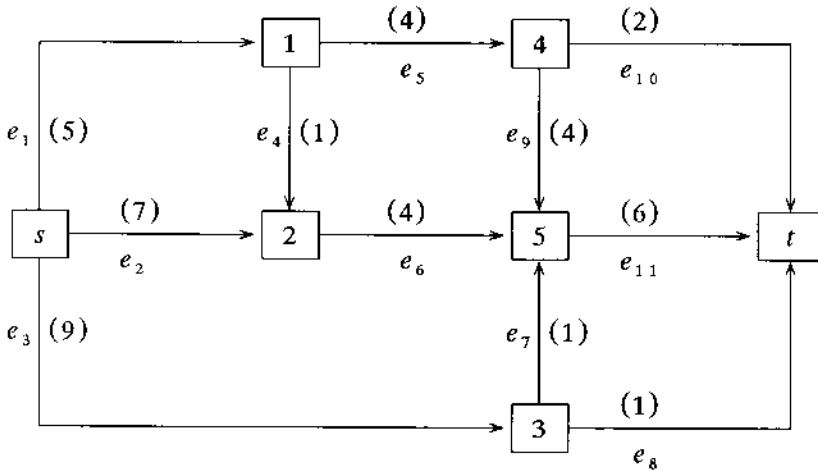 (4) (2)
1 4
e₅ e₁₀
e₁ (5) e₄ (1) e₉ (4)
(7) (4) (6)
s 2 5 t
e₂ e₆ e₁₁
e₃ (9) e₇ (1)
(1)
3
e₈